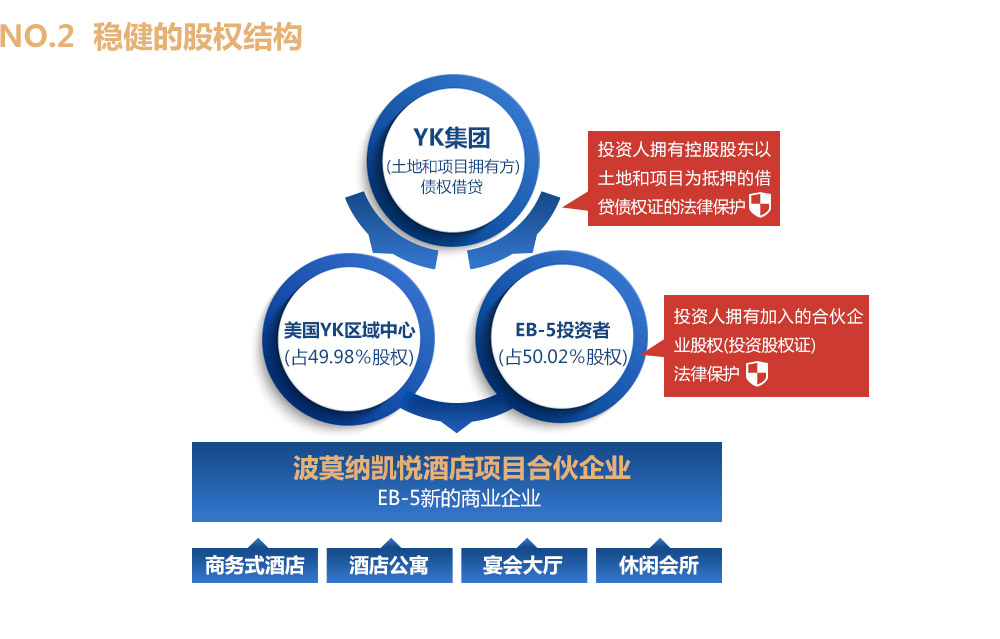 NO.2 稳健的股权结构
YK集团
(土地和项目拥有方)
债权借贷
投资人拥有控股股东以
土地和项目为抵押的借
贷债权证的法律保护
美国YK区域中心
(占49.98%股权)
EB-5投资者
(占50.02%股权)
投资人拥有加入的合伙企
业股权(投资股权证)
法律保护
波莫纳凯悦酒店项目合伙企业
EB-5新的商业企业
商务式酒店
酒店公寓
宴会大厅
休闲会所